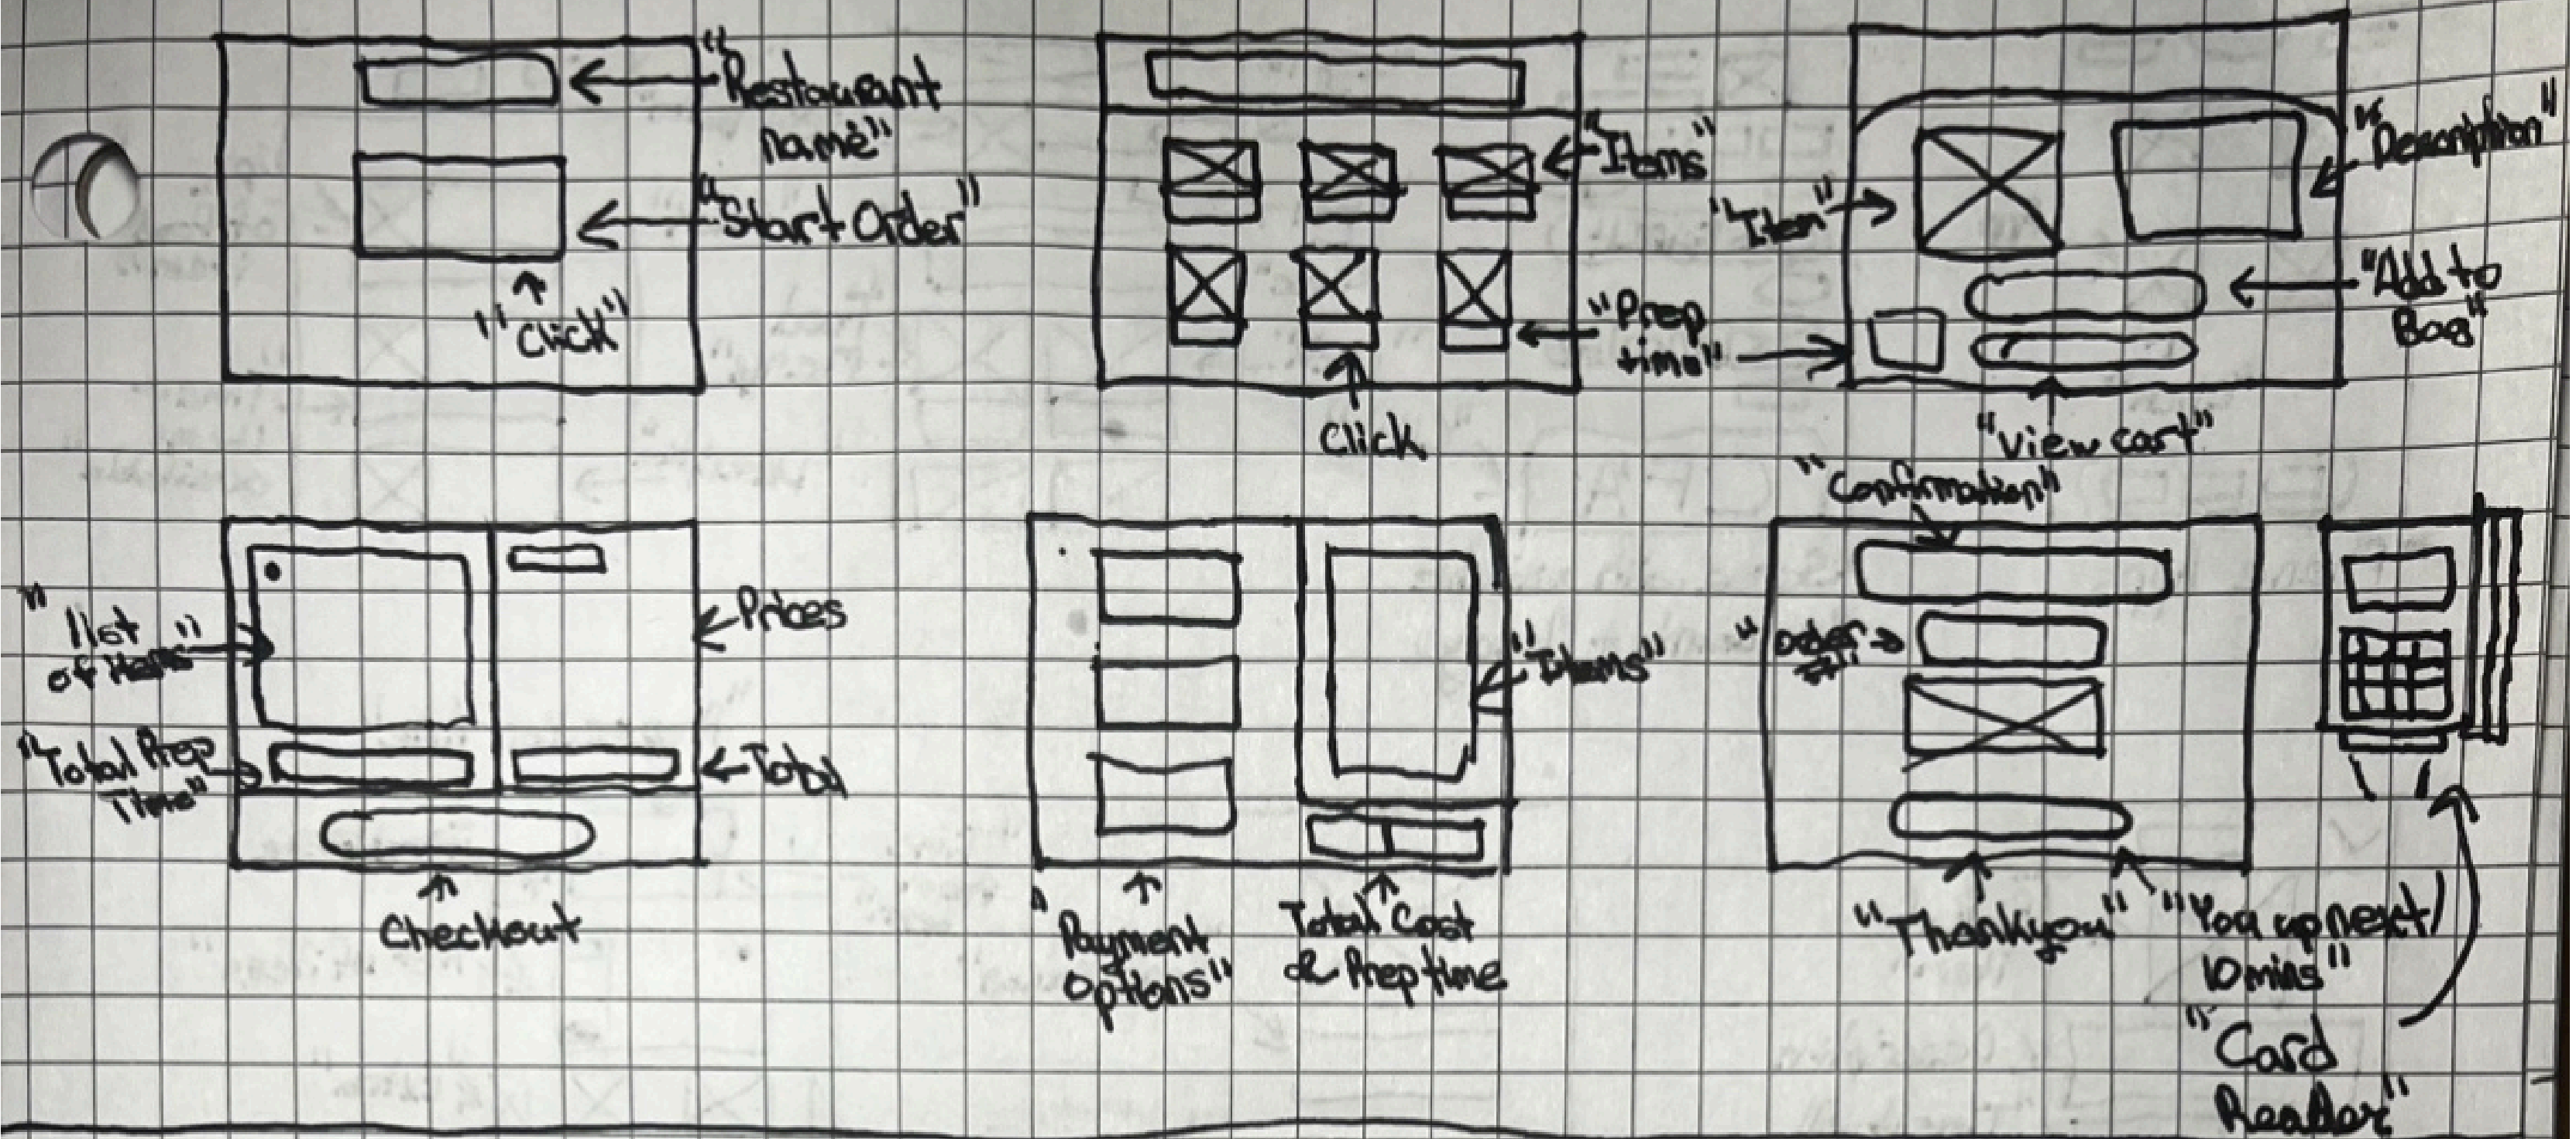 "Restaurant
name"
"Start Order"
"Click"
"Items"
"Prep
time"
Click
"Item"
"Description"
"Add to
Bag"
"View cart"
"list
of items"
"Total Prep
Time"
Prices
Total
Checkout
"Items"
"Payment
options"
Total Cost
& Prep time
"Confirmation"
"order
#"
"Thankyou"
"You up next/
10 mins"
"Card
Reader"